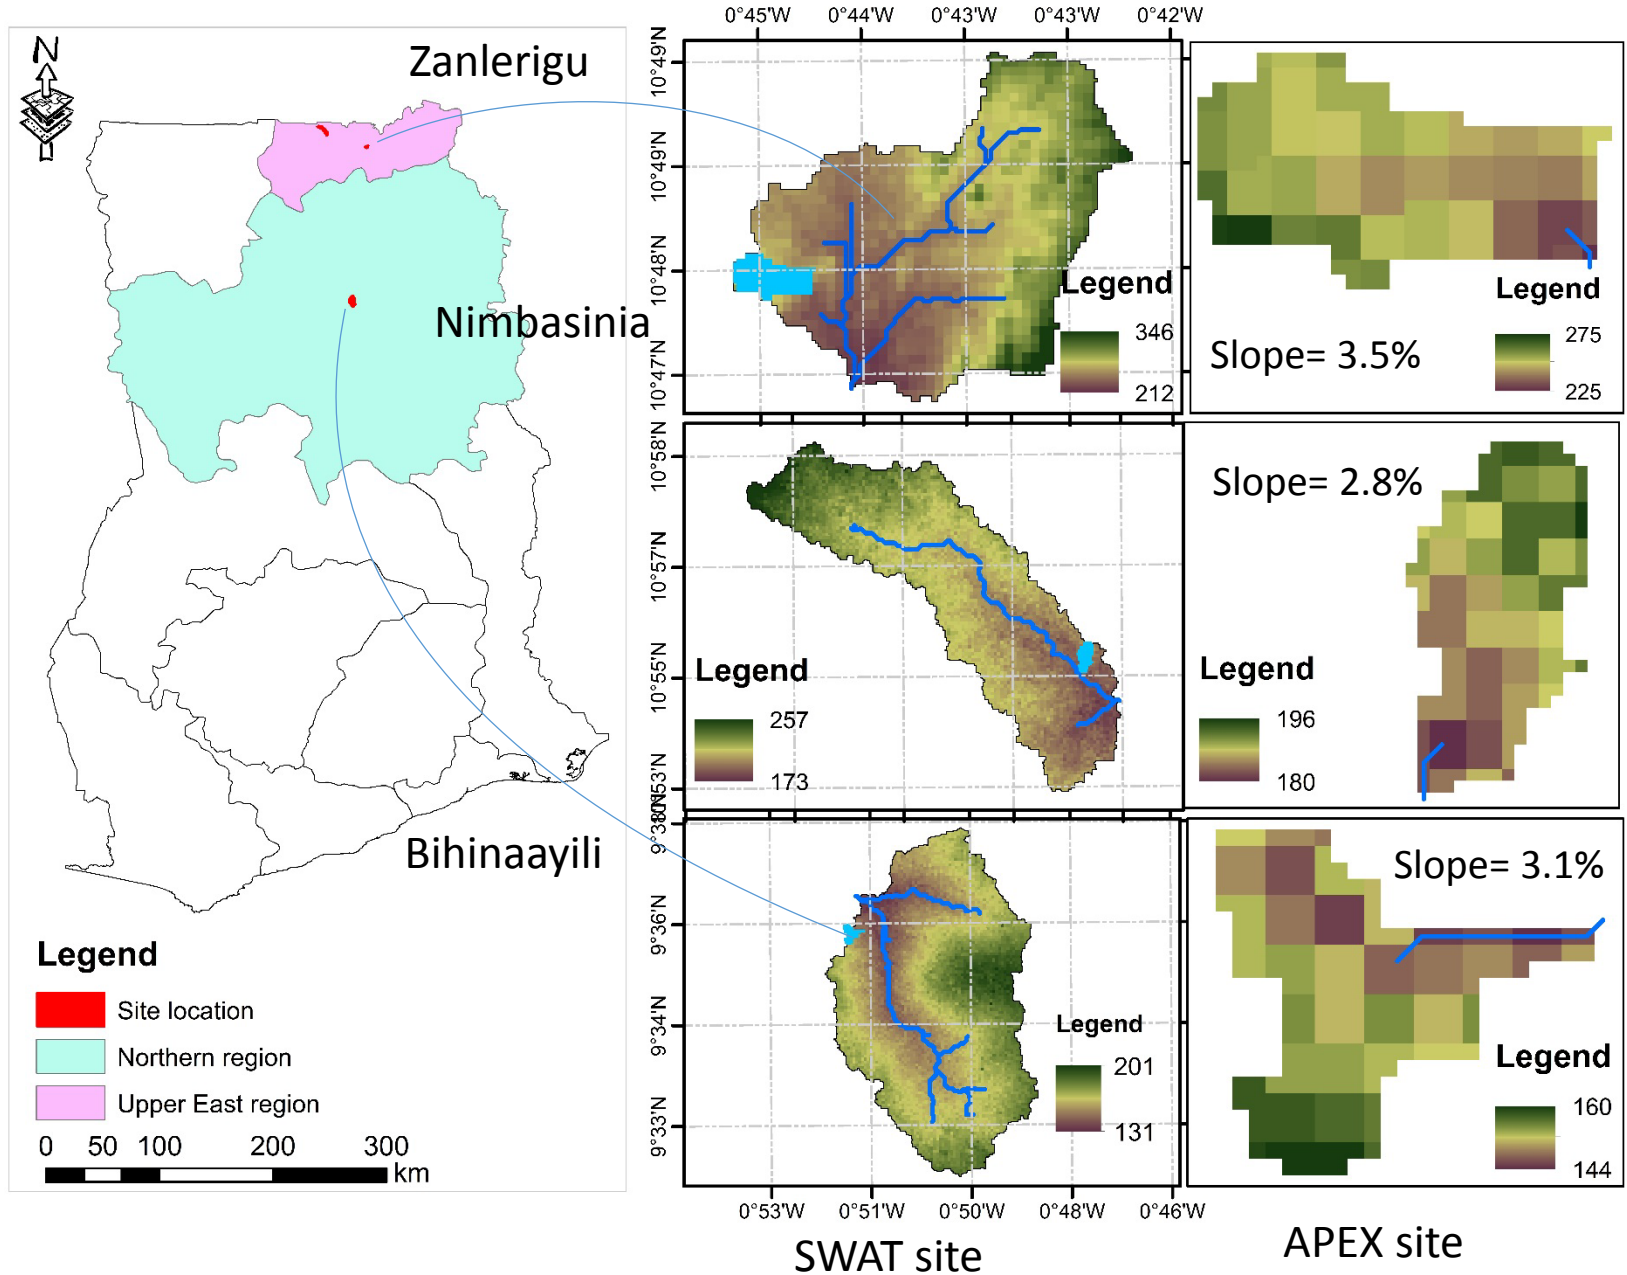 N
Zanlerigu
Nimbasinia
Bihinaayili
Legend
Site location
Northern region
Upper East region
0 50 100 200 300
km
0°45'W 0°44'W 0°43'W 0°43'W 0°42'W
10°49'N
10°49'N
10°48'N
10°47'N
Legend
346
212
Legend
275
225
Slope= 3.5%
10°58'N
10°57'N
10°55'N
10°53'N
Legend
257
173
Slope= 2.8%
Legend
196
180
9°38'N
9°36'N
9°34'N
9°33'N
Legend
201
131
Slope= 3.1%
Legend
160
144
0°53'W 0°51'W 0°50'W 0°48'W 0°46'W
SWAT site
APEX site